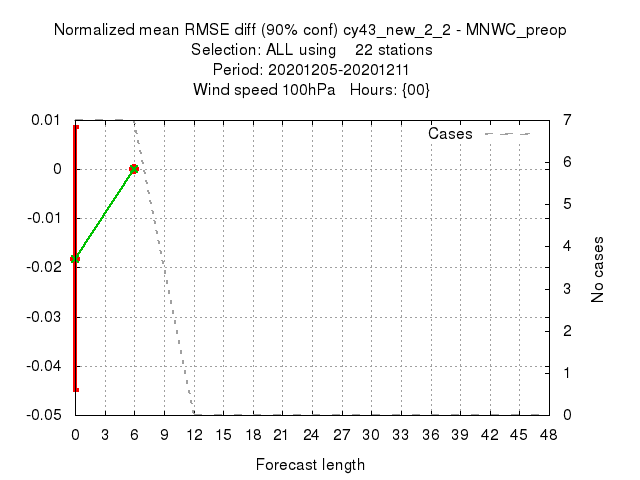 Normalized mean RMSE diff (90% conf) cy43_new_2_2 - MNWC_preop
Selection: ALL using 22 stations
Period: 20201205-20201211
Wind speed 100hPa Hours: {00}
Cases
0.01
0
-0.01
-0.02
-0.03
-0.04
-0.05
7
6
5
4
3
2
1
0
No cases
0 3 6 9 12 15 18 21 24 27 30 33 36 39 42 45 48
Forecast length